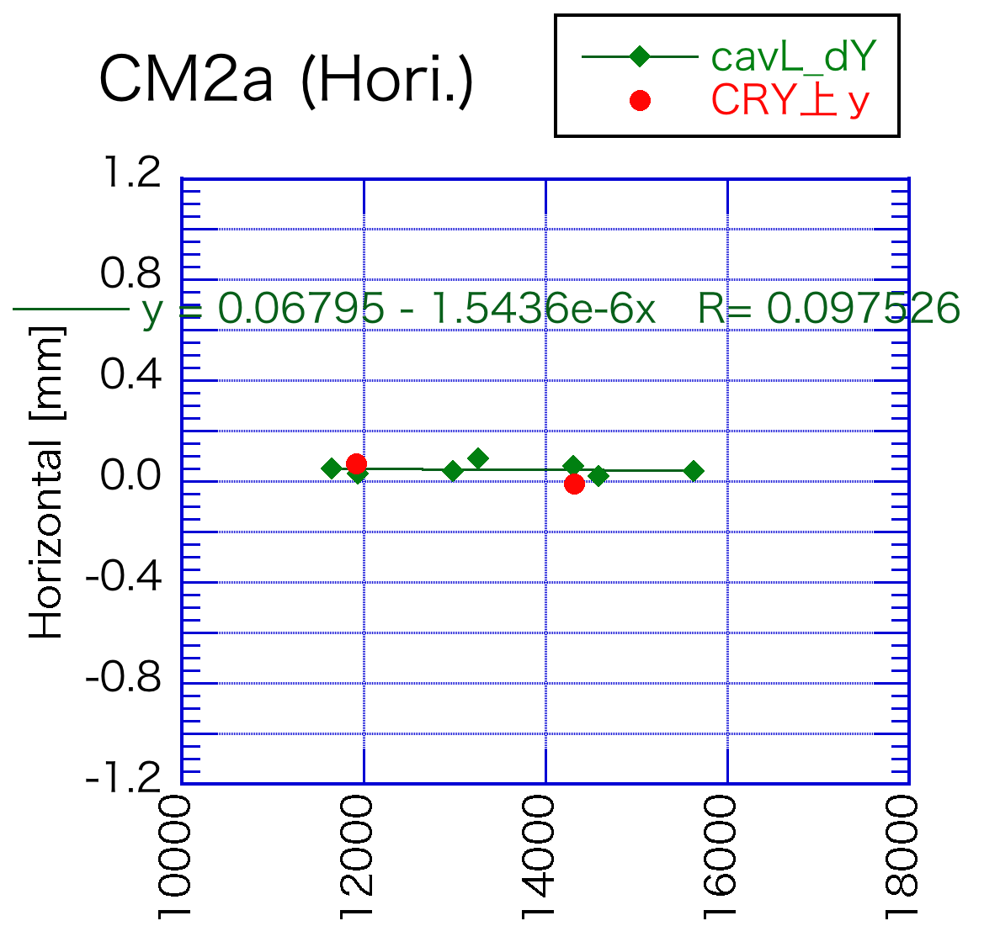 CM2a (Hori.)
cavL_dY
CRY上 y
1.2
0.8
y = 0.06795 - 1.5436e-6x R= 0.097526
0.4
0.0
-0.4
-0.8
-1.2
Horizontal [mm]
10000
12000
14000
16000
18000